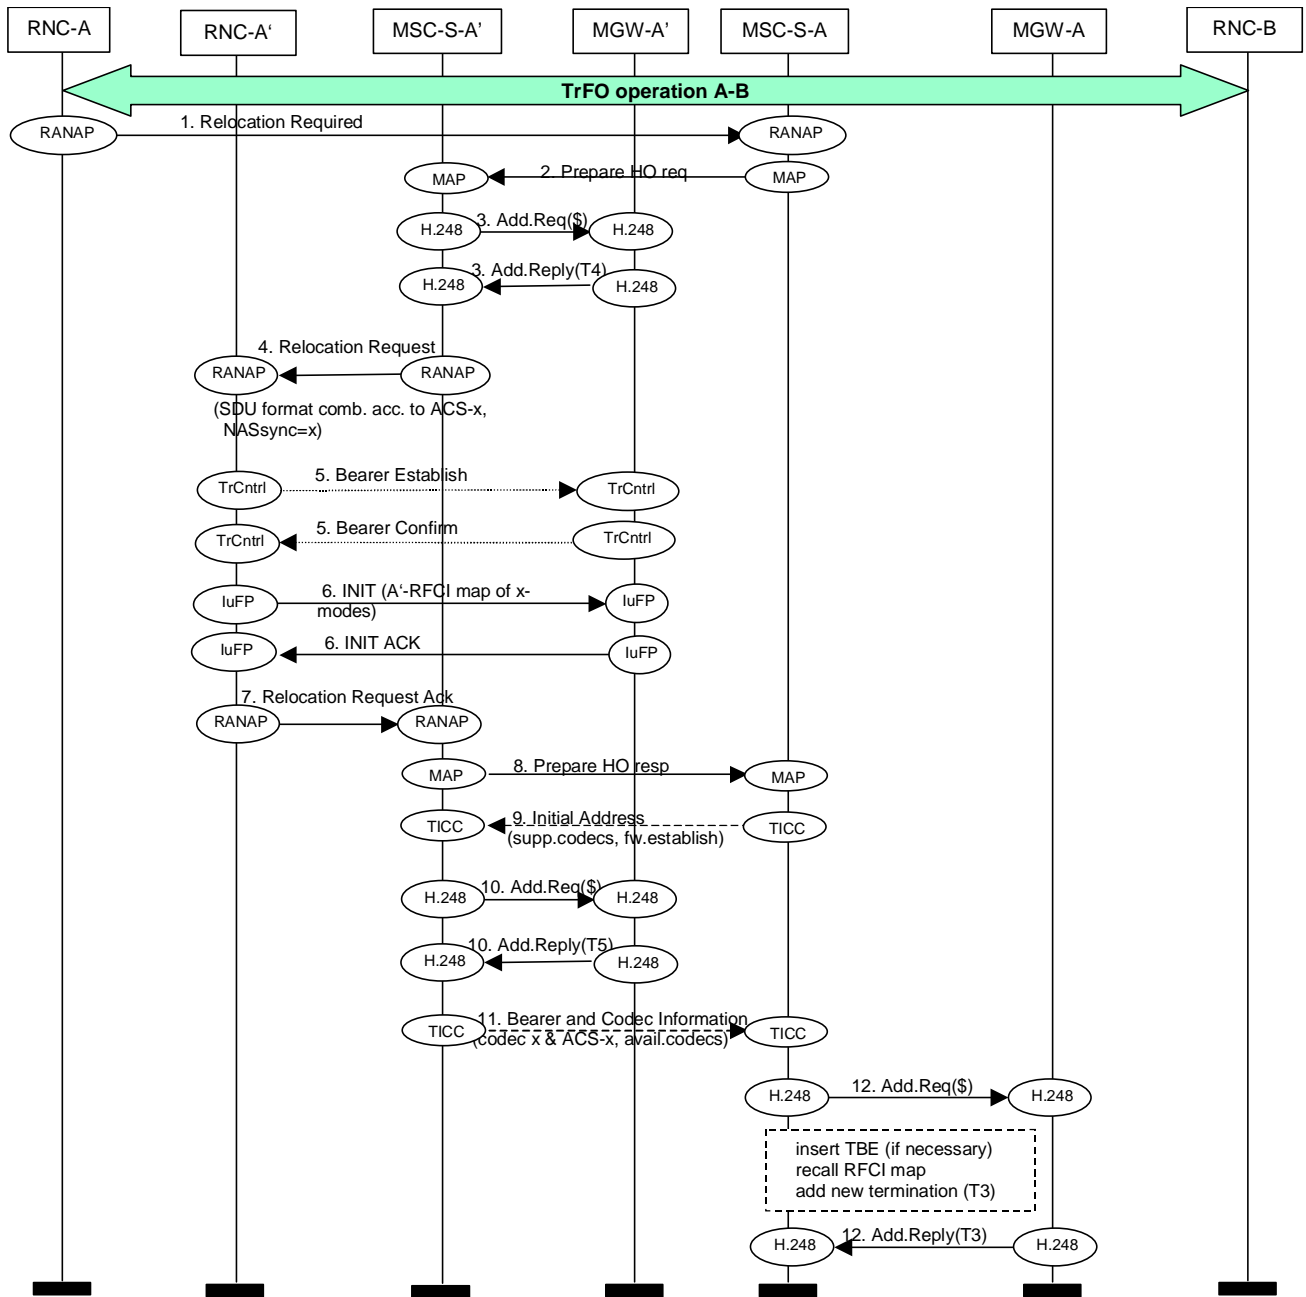 RNC-A
RNC-A‘
MSC-S-A’
MGW-A’
MSC-S-A
MGW-A
RNC-B
TrFO operation A-B
RANAP
1. Relocation Required
RANAP
MAP
2. Prepare HO req
MAP
H.248
3. Add.Req($)
H.248
H.248
3. Add.Reply(T4)
H.248
4. Relocation Request
RANAP
RANAP
(SDU format comb. acc. to ACS-x,
NASsync=x)
TrCntrl
5. Bearer Establish
TrCntrl
TrCntrl
5. Bearer Confirm
TrCntrl
IuFP
6. INIT (A‘-RFCI map of x-
modes)
IuFP
IuFP
6. INIT ACK
IuFP
7. Relocation Request Ack
RANAP
RANAP
MAP
8. Prepare HO resp
MAP
TICC
9. Initial Address
(supp.codecs, fw.establish)
TICC
H.248
10. Add.Req($)
H.248
H.248
10. Add.Reply(T5)
H.248
TICC
11. Bearer and Codec Information
(codec x & ACS-x, avail.codecs)
TICC
H.248
12. Add.Req($)
H.248
insert TBE (if necessary)
recall RFCI map
add new termination (T3)
H.248
12. Add.Reply(T3)
H.248